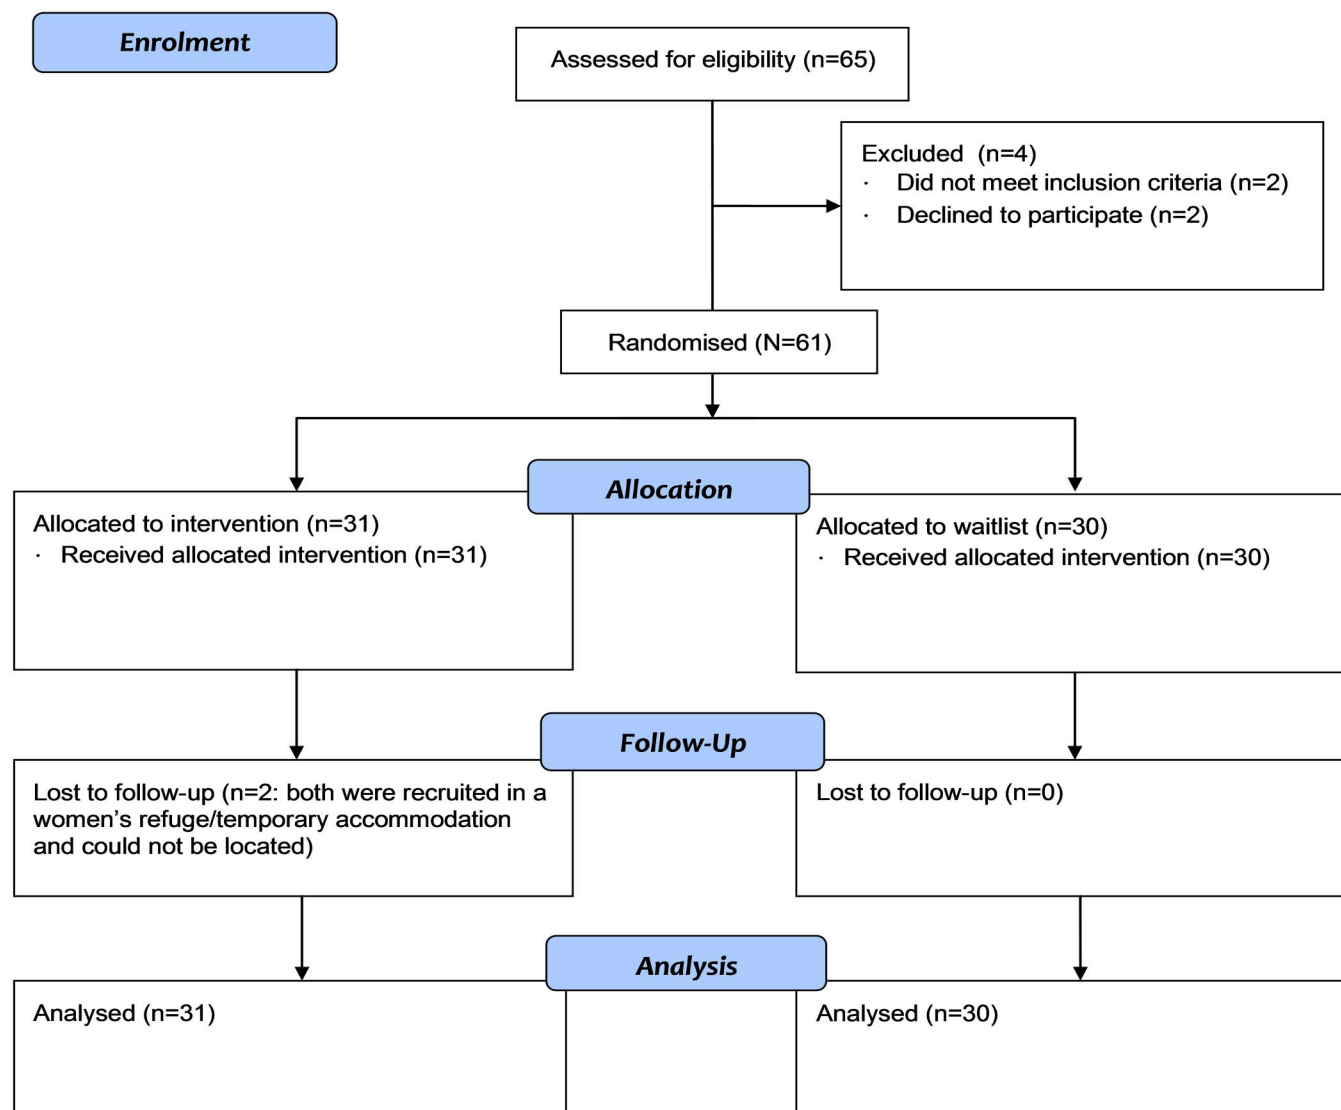 Enrolment
Assessed for eligibility (n=65)
Excluded  (n=4)
· Did not meet inclusion criteria (n=2)
· Declined to participate (n=2)
Randomised (N=61)
Allocation
Allocated to intervention (n=31)
· Received allocated intervention (n=31)
Allocated to waitlist (n=30)
· Received allocated intervention (n=30)
Follow-Up
Lost to follow-up (n=2: both were recruited in a
women’s refuge/temporary accommodation
and could not be located)
Lost to follow-up (n=0)
Analysis
Analysed (n=31)
Analysed (n=30)